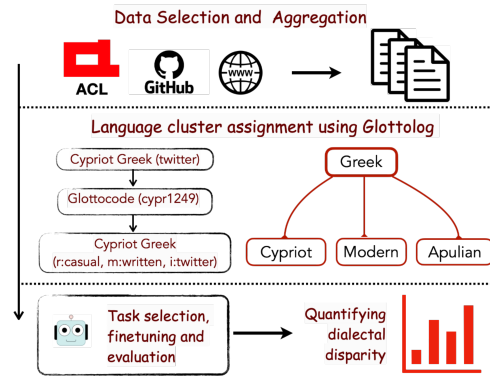 Data Selection and Aggregation
ACL
GitHub
WWW
Language cluster assignment using Glottolog
Cypriot Greek (twitter)
Glottocode (cypr1249)
Cypriot Greek
(r:casual, m:written, i:twitter)
Greek
Cypriot
Modern
Apulian
Task selection,
finetuning and
evaluation
Quantifying
dialectal
disparity